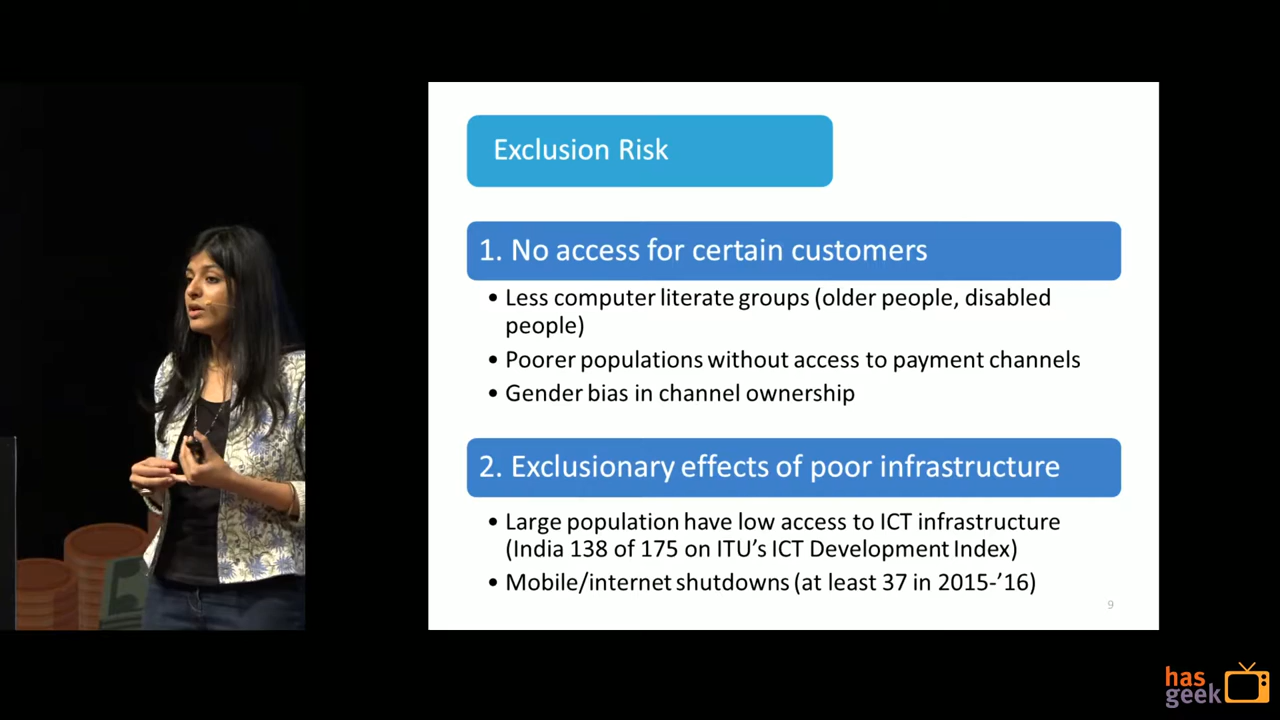 Exclusion Risk
1. No access for certain customers
• Less computer literate groups (older people, disabled
people)
• Poorer populations without access to payment channels
• Gender bias in channel ownership
2. Exclusionary effects of poor infrastructure
• Large population have low access to ICT infrastructure
(India 138 of 175 on ITU's ICT Development Index)
• Mobile/internet shutdowns (at least 37 in 2015-'16)
9
has
geek